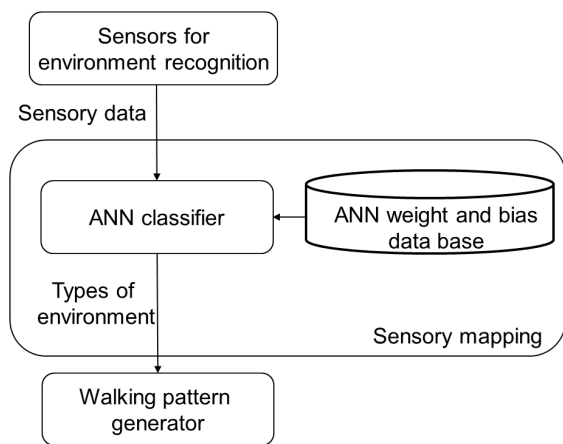 Sensors for
environment recognition
Sensory data
ANN classifier
ANN weight and bias
data base
Types of
environment
Sensory mapping
Walking pattern
generator